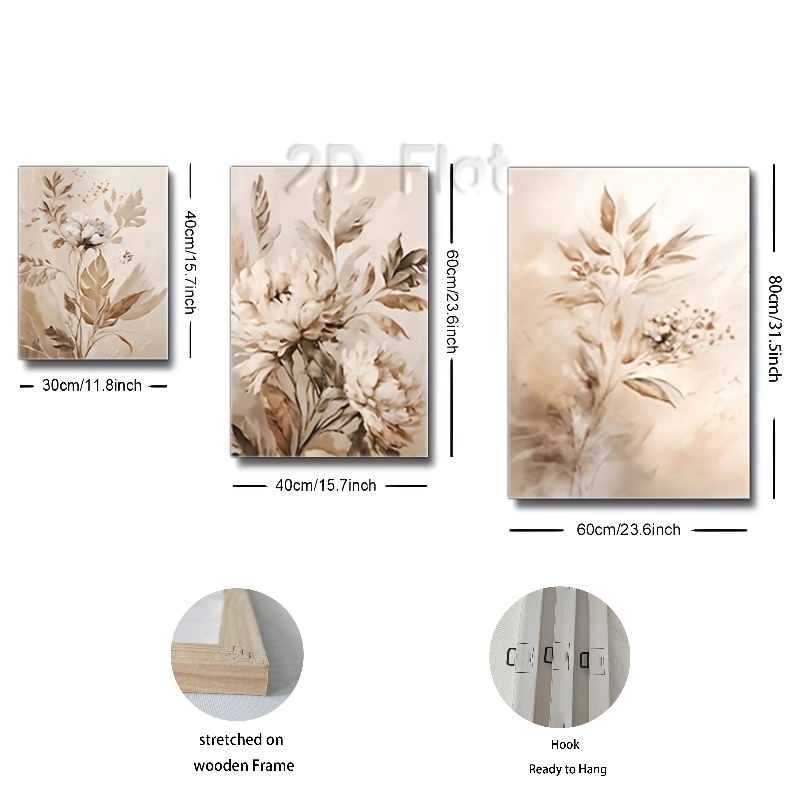 2D Flat
40cm/15.7inch
60cm/23.6inch
80cm/31.5inch
30cm/11.8inch
40cm/15.7inch
60cm/23.6inch
stretched on
wooden Frame
Hook
Ready to Hang